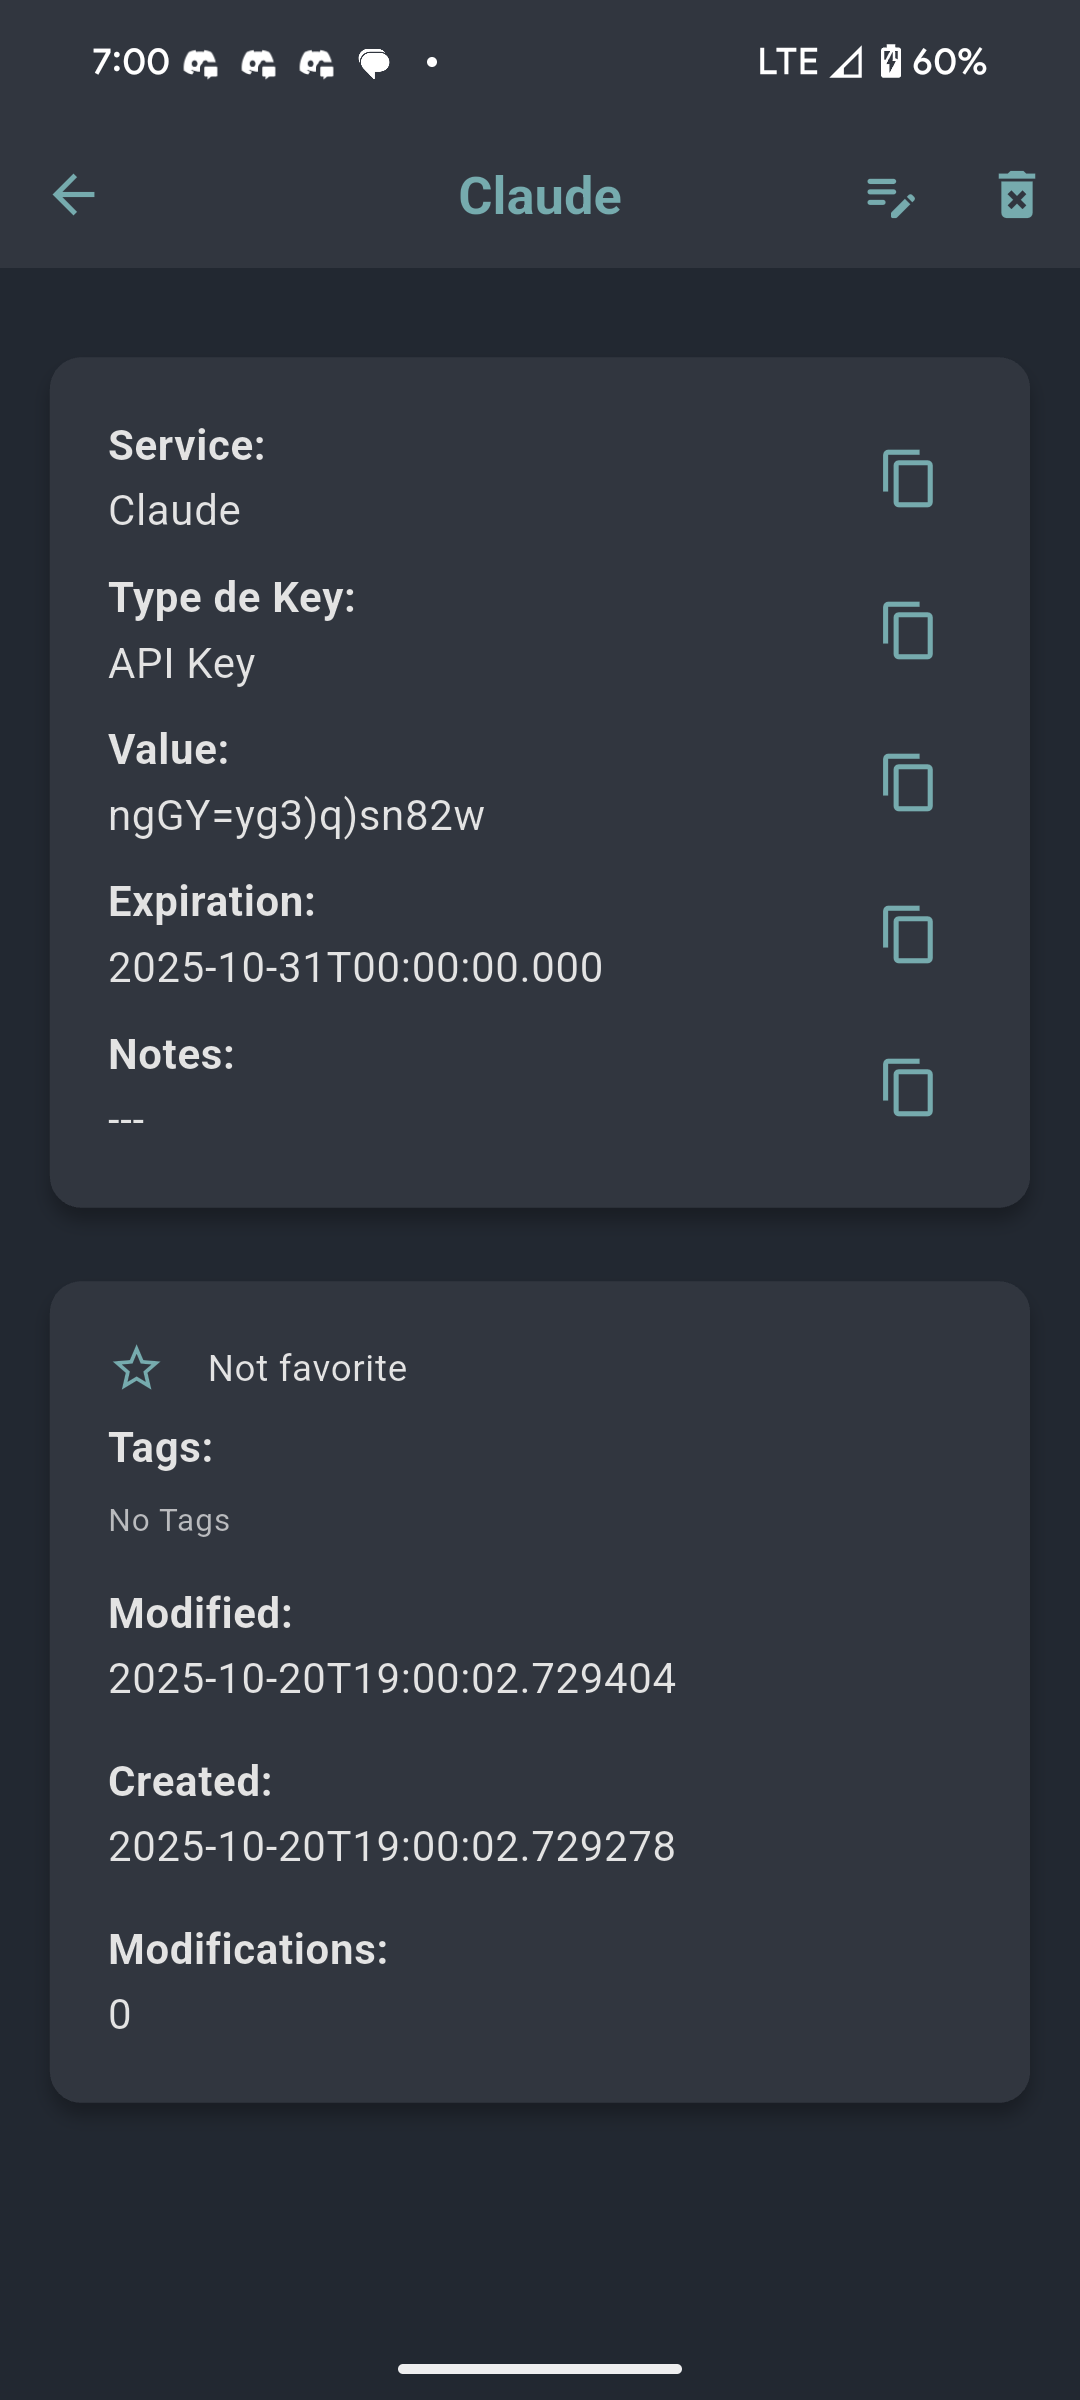 7:00
LTE 60%
Claude
Service:
Claude
Type de Key:
API Key
Value:
ngGY=yg3)q)sn82w
Expiration:
2025-10-31T00:00:00.000
Notes:
---
Not favorite
Tags:
No Tags
Modified:
2025-10-20T19:00:02.729404
Created:
2025-10-20T19:00:02.729278
Modifications:
0